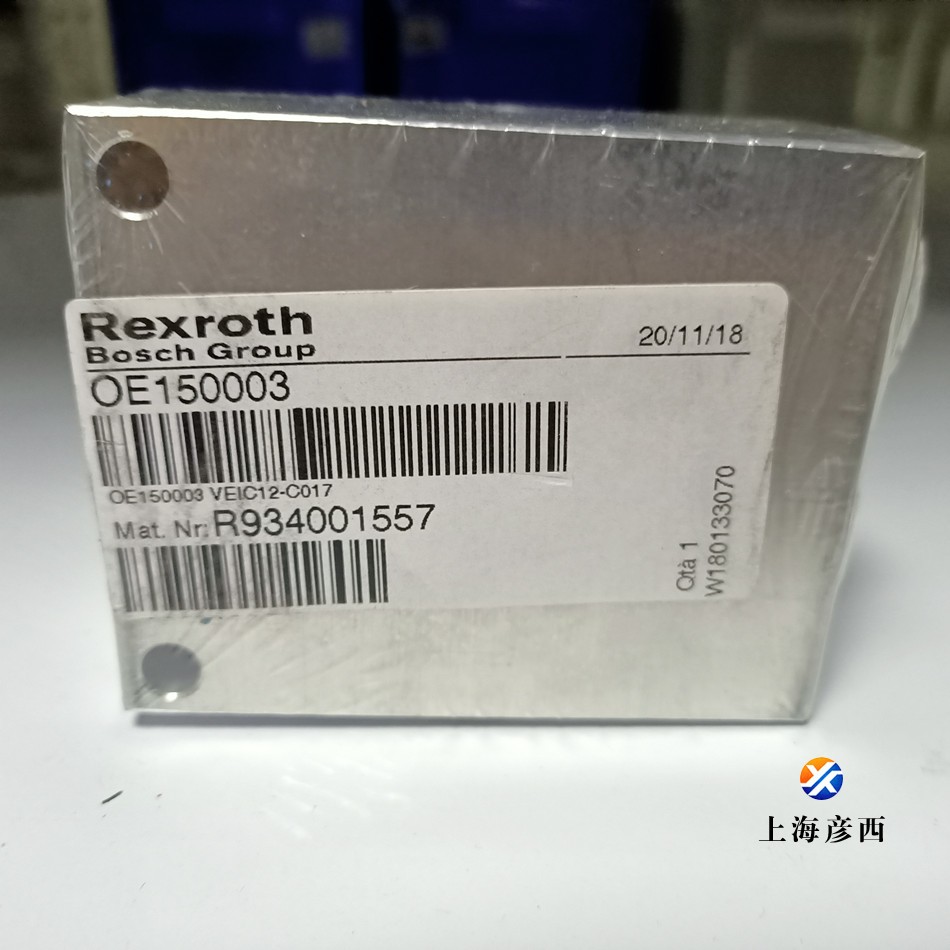 Rexroth
Bosch Group
20/11/18
OE150003
OE150003 VEIC12-C017
Mat. Nr: R934001557
Qtà 1
W180133070
上海彦西